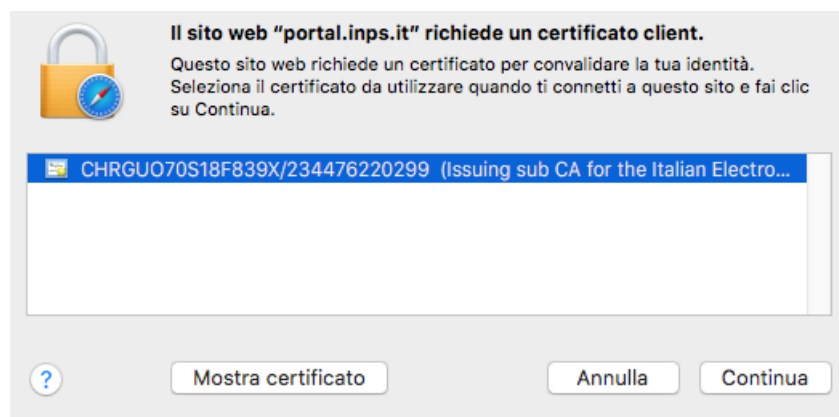 Il sito web “portal.inps.it” richiede un certificato client.
Questo sito web richiede un certificato per convalidare la tua identità.
Seleziona il certificato da utilizzare quando ti connetti a questo sito e fai clic
su Continua.
CHRGUO70S18F839X/234476220299 (Issuing sub CA for the Italian Electro...
?
Mostra certificato
Annulla
Continua